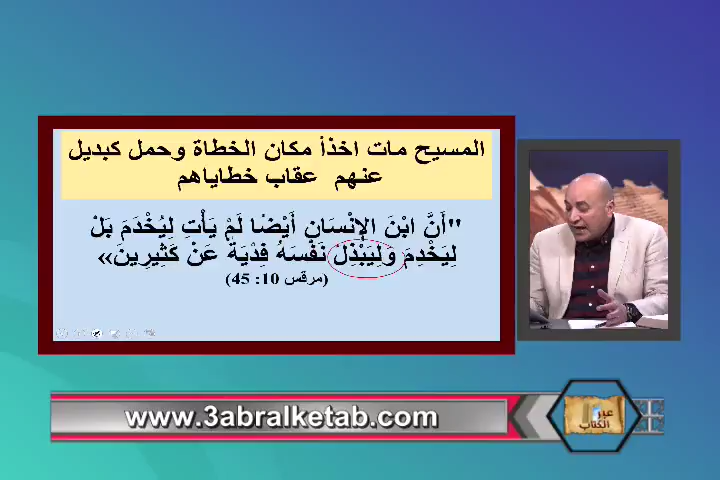 المسيح مات اخذأ مكان الخطاة وحمل كبديل
عنهم عقاب خطاياهم
"أَنَّ ابْنَ الإِنْسَانِ أَيْضًا لَمْ يَأْتِ لِيُخْدَمَ بَلْ
لِيَخْدِمَ وَلِيَبْذِلَ نَفْسَهُ فِدْيَةً عَنْ كَثِيرِينَ»
(مرقس 10: 45)
www.3abralketab.com
عبر
الكتاب